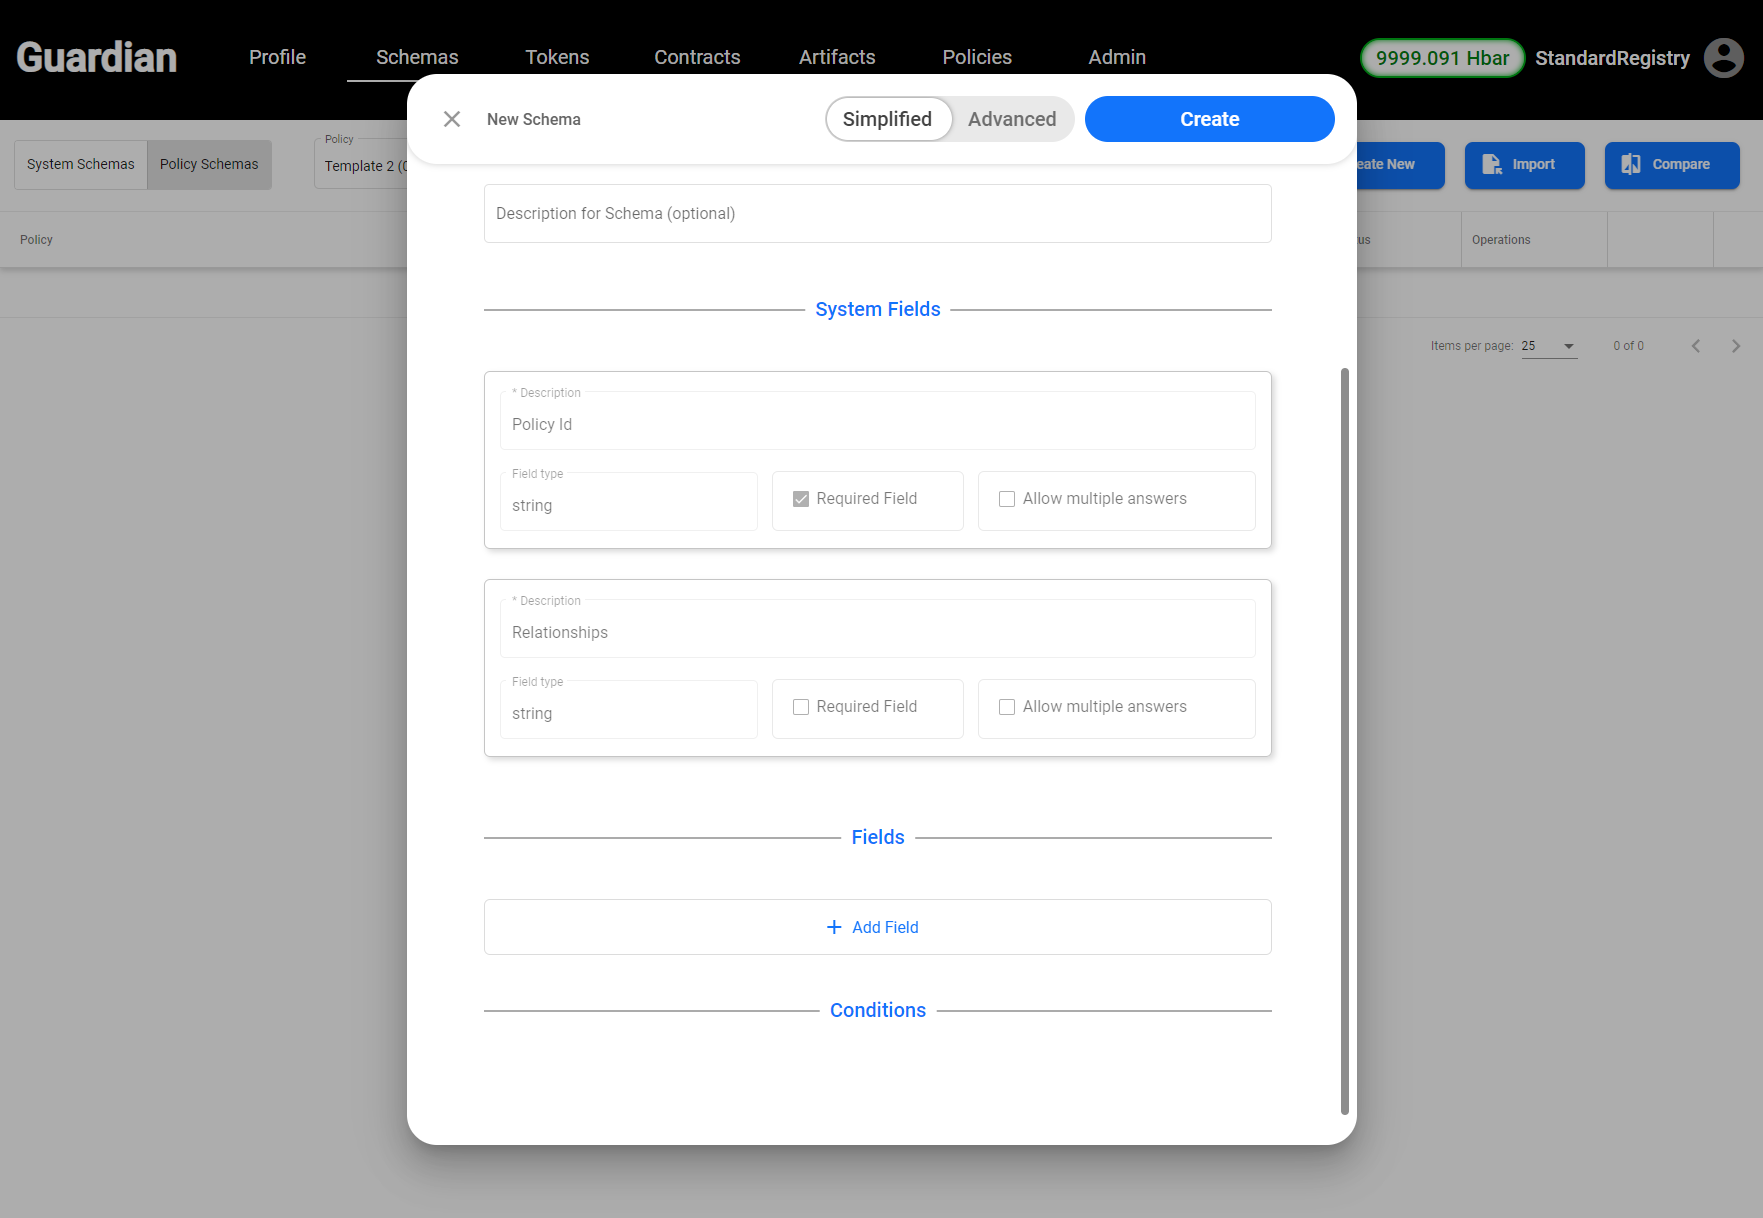 Guardian
Profile
Schemas
Tokens
Contracts
Artifacts
Policies
Admin
9999.091 Hbar
StandardRegistry
New Schema
Simplified
Advanced
Create
System Schemas
Policy Schemas
Policy
Template 2 (
eate New
Import
Compare
Policy
us
Operations
Items per page:
25
0 of 0
Description for Schema (optional)
System Fields
* Description
Policy Id
Field type
string
Required Field
Allow multiple answers
* Description
Relationships
Field type
string
Required Field
Allow multiple answers
Fields
+ Add Field
Conditions